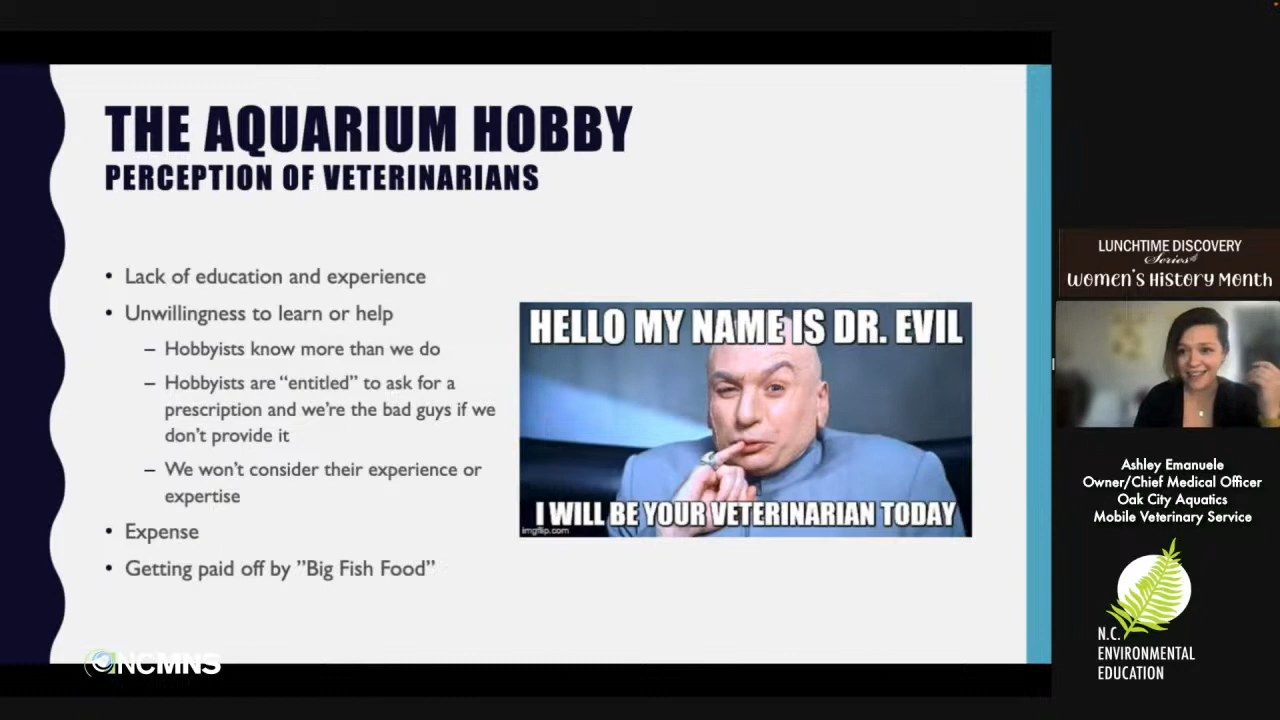 THE AQUARIUM HOBBY
PERCEPTION OF VETERINARIANS
• Lack of education and experience
• Unwillingness to learn or help
– Hobbyists know more than we do
– Hobbyists are “entitled” to ask for a
prescription and we’re the bad guys if we
don’t provide it
– We won’t consider their experience or
expertise
• Expense
• Getting paid off by ”Big Fish Food”
HELLO MY NAME IS DR. EVIL
I WILL BE YOUR VETERINARIAN TODAY
imgflip.com
NCMNS
LUNCHTIME DISCOVERY
Series
Women's History Month
Ashley Emanuele
Owner/Chief Medical Officer
Oak City Aquatics
Mobile Veterinary Service
N.C.
ENVIRONMENTAL
EDUCATION